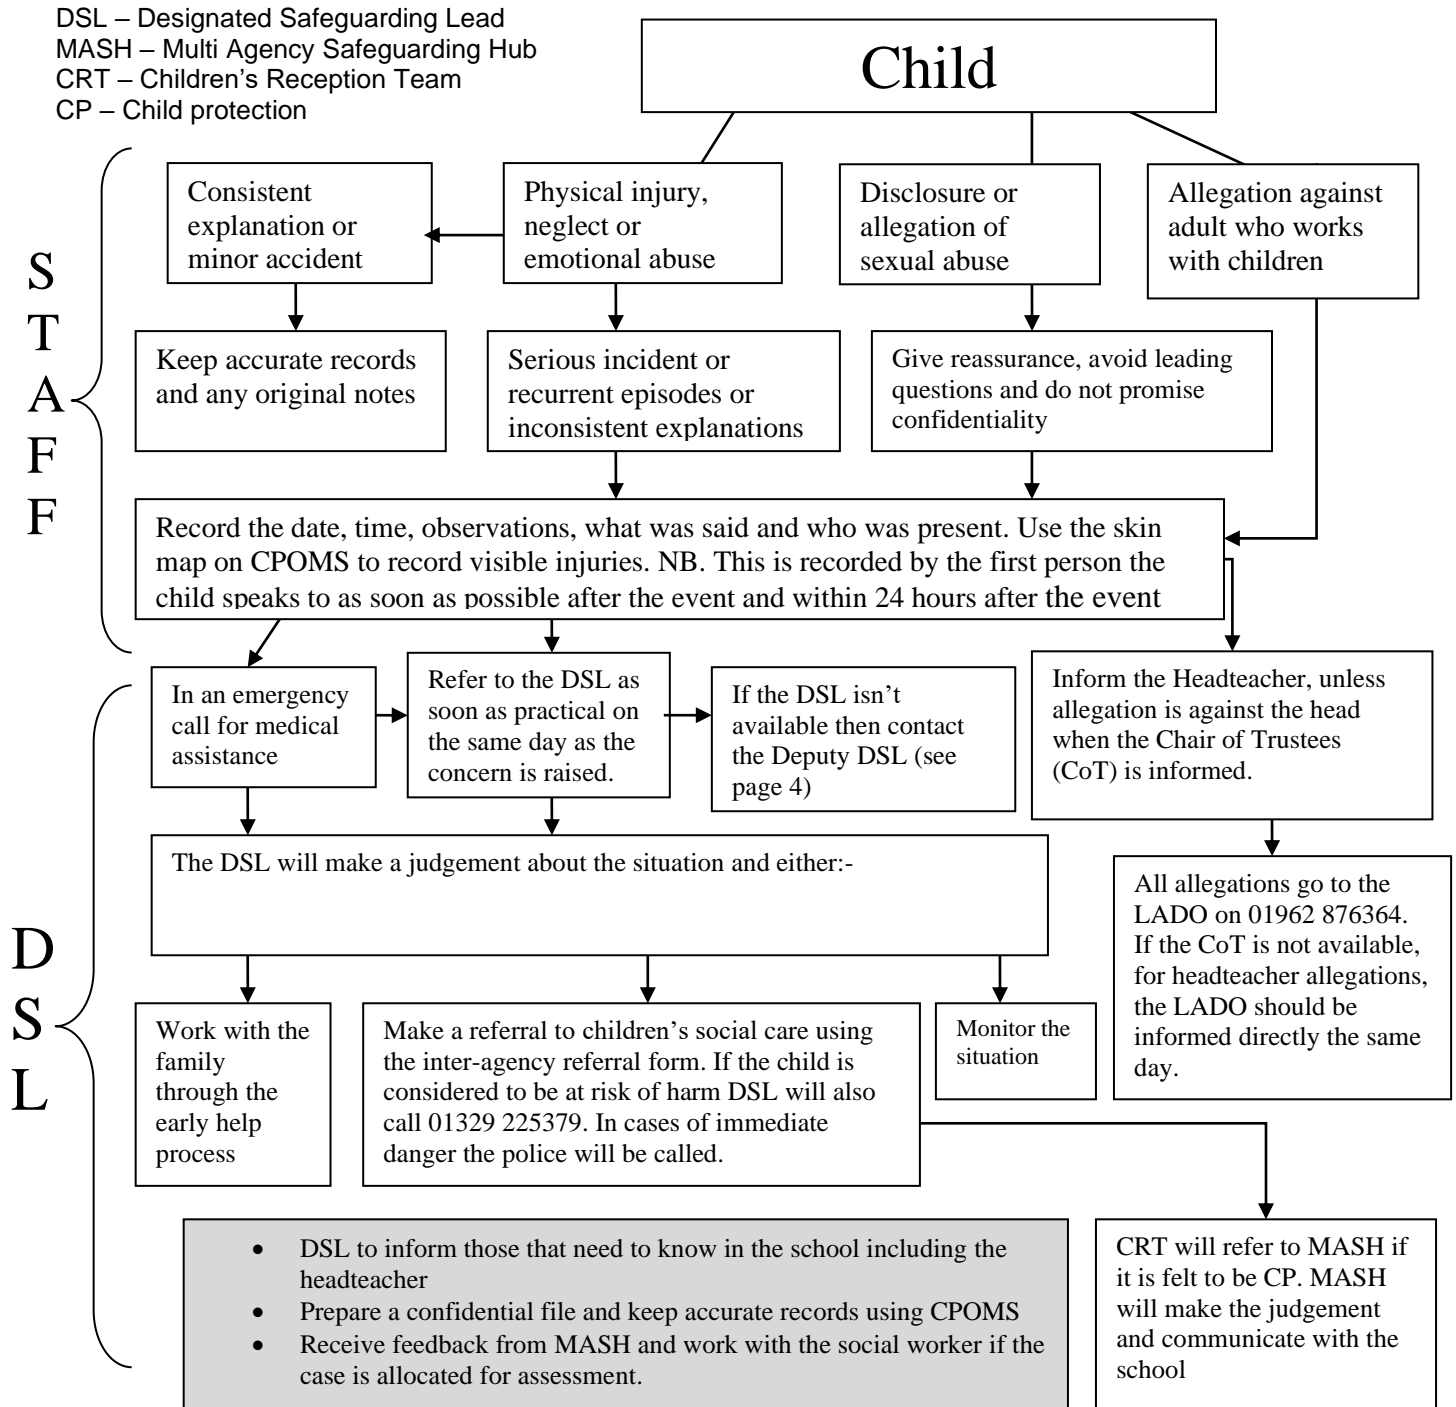 DSL – Designated Safeguarding Lead
MASH – Multi Agency Safeguarding Hub
CRT – Children's Reception Team
CP – Child protection
Child
S
T
A
F
F
Consistent
explanation or
minor accident
Physical injury,
neglect or
emotional abuse
Disclosure or
allegation of
sexual abuse
Allegation against
adult who works
with children
Keep accurate records
and any original notes
Serious incident or
recurrent episodes or
inconsistent explanations
Give reassurance, avoid leading
questions and do not promise
confidentiality
Record the date, time, observations, what was said and who was present. Use the skin
map on CPOMS to record visible injuries. NB. This is recorded by the first person the
child speaks to as soon as possible after the event and within 24 hours after the event
D
S
L
In an emergency
call for medical
assistance
Refer to the DSL as
soon as practical on
the same day as the
concern is raised.
If the DSL isn't
available then contact
the Deputy DSL (see
page 4)
Inform the Headteacher, unless
allegation is against the head
when the Chair of Trustees
(CoT) is informed.
The DSL will make a judgement about the situation and either:-
All allegations go to the
LADO on 01962 876364.
If the CoT is not available,
for headteacher allegations,
the LADO should be
informed directly the same
day.
Work with the
family
through the
early help
process
Make a referral to children's social care using
the inter-agency referral form. If the child is
considered to be at risk of harm DSL will also
call 01329 225379. In cases of immediate
danger the police will be called.
Monitor the
situation
• DSL to inform those that need to know in the school including the
headteacher
• Prepare a confidential file and keep accurate records using CPOMS
• Receive feedback from MASH and work with the social worker if the
case is allocated for assessment.
CRT will refer to MASH if
it is felt to be CP. MASH
will make the judgement
and communicate with the
school